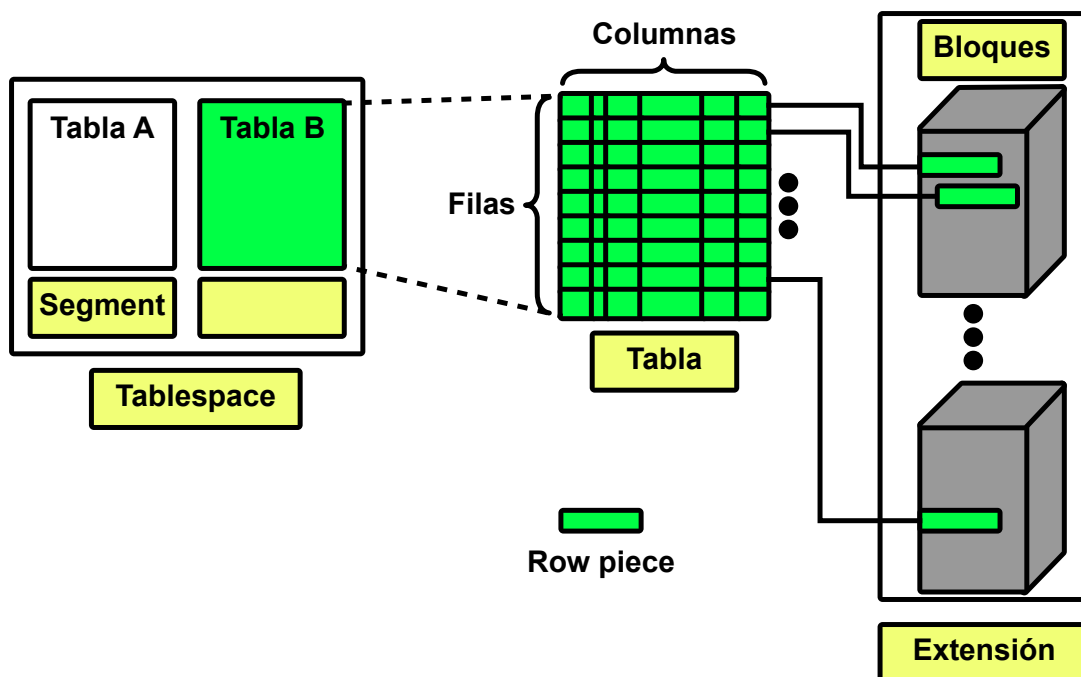 Columnas
Bloques
Tabla A
Tabla B
Filas
Segment
Tabla
Tablespace
Row piece
Extensión